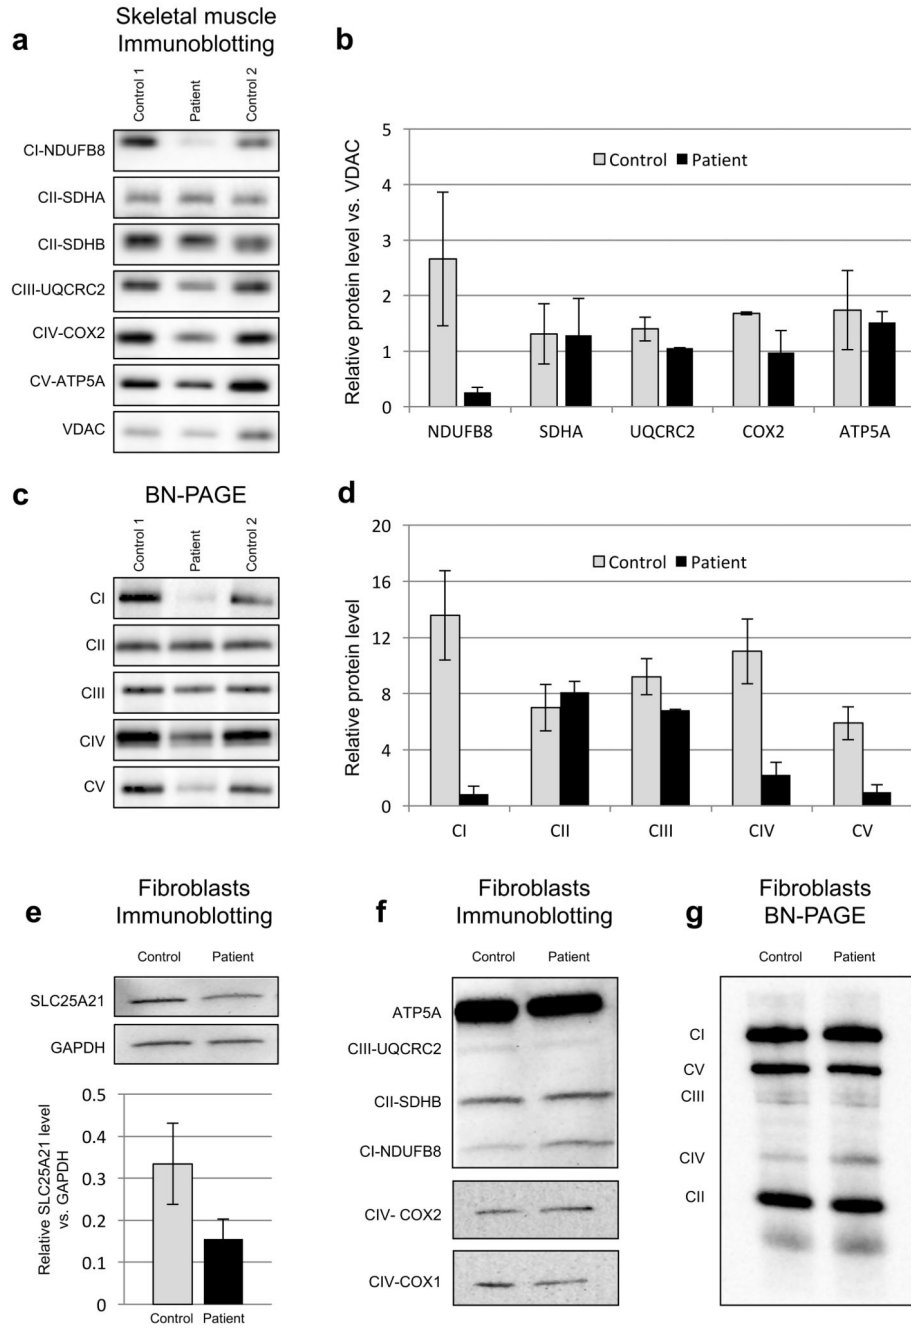 a
Skeletal muscle
Immunoblotting
Control 1
Patient
Control 2
CI-NDUFB8
CII-SDHA
CII-SDHB
CIII-UQCRC2
CIV-COX2
CV-ATP5A
VDAC
b
Relative protein level vs. VDAC
5
4
3
2
1
0
Control Patient
NDUFB8 SDHA UQCRC2 COX2 ATP5A
c
BN-PAGE
Control 1
Patient
Control 2
CI
CII
CIII
CIV
CV
d
Relative protein level
20
16
12
8
4
0
Control Patient
CI CII CIII CIV CV
e
Fibroblasts
Immunoblotting
Control Patient
SLC25A21
GAPDH
Relative SLC25A21 level
vs. GAPDH
0.5
0.4
0.3
0.2
0.1
0
Control Patient
f
Fibroblasts
Immunoblotting
Control Patient
ATP5A
CIII-UQCRC2
CII-SDHB
CI-NDUFB8
CIV- COX2
CIV-COX1
g
Fibroblasts
BN-PAGE
Control Patient
CI
CV
CIII
CIV
CII